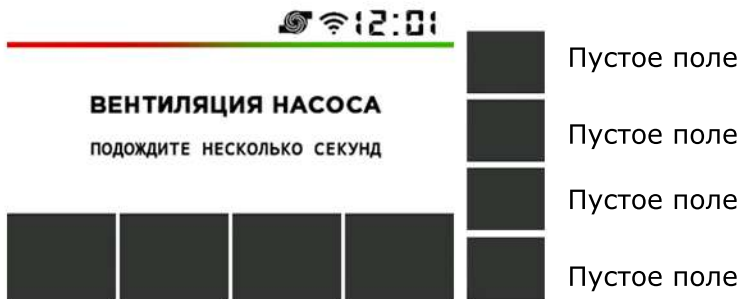 12:01
ВЕНТИЛЯЦИЯ НАСОСА
ПОДОЖДИТЕ НЕСКОЛЬКО СЕКУНД
Пустое поле
Пустое поле
Пустое поле
Пустое поле